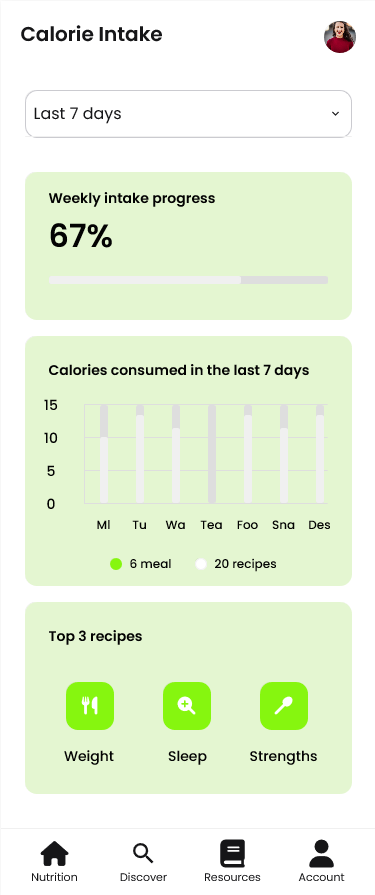 Calorie Intake
Last 7 days
Weekly intake progress
67%
Calories consumed in the last 7 days
15
10
5
0
Ml Tu Wa Tea Foo Sna Des
6 meal 20 recipes
Top 3 recipes
Weight Sleep Strengths
Nutrition Discover Resources Account